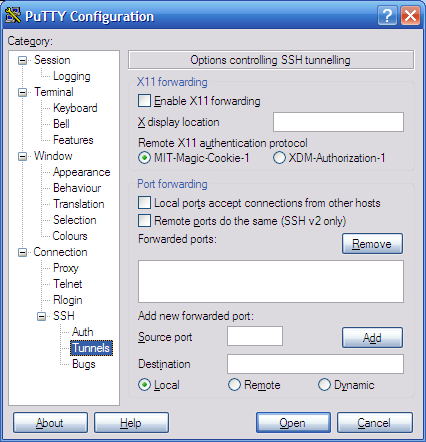 PuTTY Configuration
Category:
Session
Logging
Terminal
Keyboard
Bell
Features
Window
Appearance
Behaviour
Translation
Selection
Colours
Connection
Proxy
Telnet
Rlogin
SSH
Auth
Tunnels
Bugs
Options controlling SSH tunnelling
X11 forwarding
Enable X11 forwarding
X display location
Remote X11 authentication protocol
MIT-Magic-Cookie-1 XDM-Authorization-1
Port forwarding
Local ports accept connections from other hosts
Remote ports do the same (SSH v2 only)
Forwarded ports: Remove
Add new forwarded port:
Source port Add
Destination
Local Remote Dynamic
About Help Open Cancel